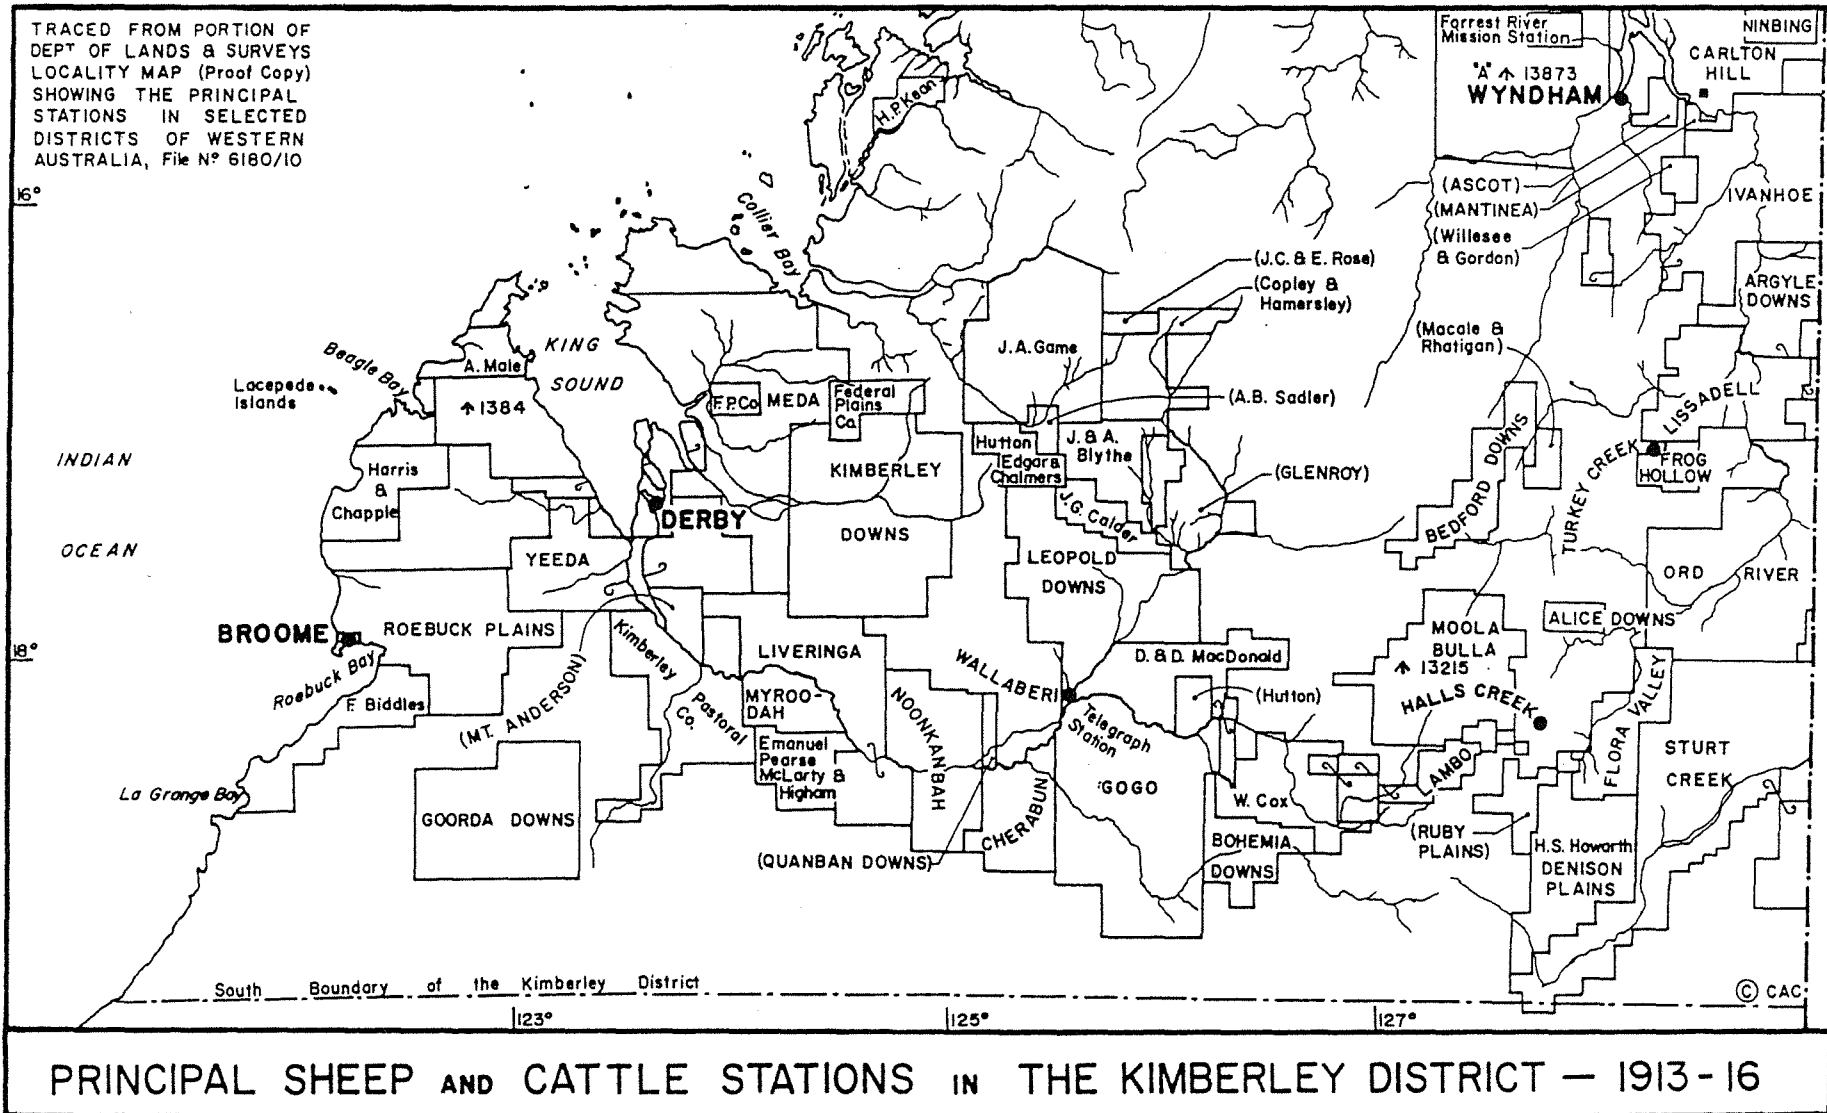 TRACED FROM PORTION OF
DEPT OF LANDS & SURVEYS
LOCALITY MAP (Proof Copy)
SHOWING THE PRINCIPAL
STATIONS IN SELECTED
DISTRICTS OF WESTERN
AUSTRALIA, File Nº 6180/10
16°
18°
123°
125°
127°
Forrest River
Mission Station
NINBING
CARLTON
HILL
"A" 13873
WYNDHAM
H.P. Kean
(ASCOT)
(MANTINEA)
(Willesee
& Gordon)
IVANHOE
ARGYLE
DOWNS
Collier Bay
(J.C. & E. Rose)
(Copley &
Hamersley)
J.A. Game
(Macale &
Rhatigan)
KING
SOUND
Beagle Bay
A. Male
Lacepede
Islands
1384
F.P.Co
MEDA
Federal
Plains
Co
(A.B. Sadler)
LISSADELL
INDIAN
OCEAN
Harris
&
Chapple
KIMBERLEY
DOWNS
Hutton
Edgar &
Chalmers
J. & A.
Blythe
J.G. Calder
(GLENROY)
BEDFORD DOWNS
TURKEY CREEK
FROG
HOLLOW
DERBY
YEEDA
LEOPOLD
DOWNS
ORD RIVER
ALICE DOWNS
MOOLA
BULLA
13215
HALLS CREEK
BROOME
ROEBUCK PLAINS
Roebuck Bay
F. Biddles
(MT. ANDERSON)
Kimberley
Pastoral
Co.
LIVERINGA
MYROO-
DAH
NOONKANBAH
WALLABERI
Telegraph
Station
D. & D. MacDonald
(Hutton)
FLORA VALLEY
STURT
CREEK
Emanuel
Pearse
McLarty &
Higham
La Grange Bay
GOORDA DOWNS
(QUANBAN DOWNS)
CHERABUN
GOGO
W. Cox
BOHEMIA
DOWNS
LAMBO
(RUBY
PLAINS)
H.S. Howarth
DENISON
PLAINS
South Boundary of the Kimberley District
© CAC
PRINCIPAL SHEEP AND CATTLE STATIONS IN THE KIMBERLEY DISTRICT — 1913-16